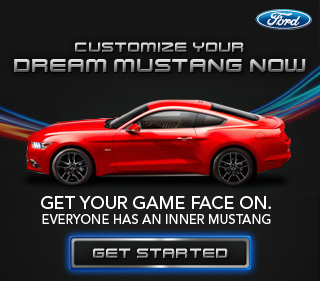 Ford
CUSTOMIZE YOUR
DREAM MUSTANG NOW
GET YOUR GAME FACE ON.
EVERYONE HAS AN INNER MUSTANG
GET STARTED